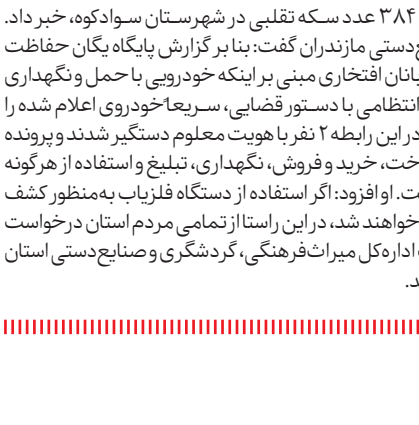 ۳۸۴ عدد سکه تقلبی در شهرستان سوادکوه، خبر داد.
دستی مازندران گفت: بنا بر گزارش پایگاه یگان حفاظت
بانان افتخاری مبنی بر اینکه خودرویی با حمل و نگهداری
انتظامی با دستور قضایی، سریعاً خودروی اعلام شده را
در این رابطه ۲ نفر با هویت معلوم دستگیر شدند و پرونده
خت، خرید و فروش، نگهداری، تبلیغ و استفاده از هرگونه
ت. او افزود: اگر استفاده از دستگاه فلزیاب به‌منظور کشف
خواهند شد، در این راستا از تمامی مردم استان درخواست
اداره‌کل میراث‌فرهنگی، گردشگری و صنایع‌دستی استان
د.